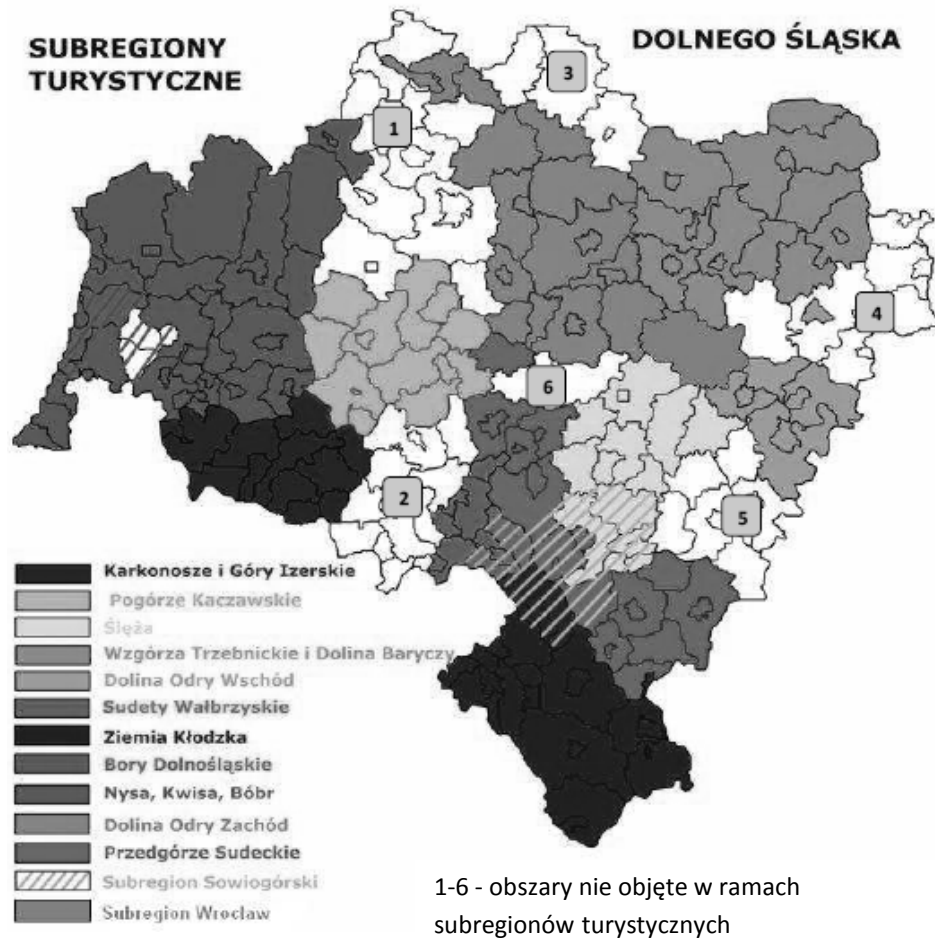 SUBREGIONY
TURYSTYCZNE
DOLNEGO ŚLĄSKA
3
1
4
6
2
5
Karkonosze i Góry Izerskie
Pogórze Kaczawskie
Ślęża
Wzgórza Trzebnickie i Dolina Baryczy
Dolina Odry Wschód
Sudety Wałbrzyskie
Ziemia Kłodzka
Bory Dolnośląskie
Nysa, Kwisa, Bóbr
Dolina Odry Zachód
Przedgórze Sudeckie
Subregion Sowiogórski
Subregion Wrocław
1-6 - obszary nie objęte w ramach
subregionów turystycznych